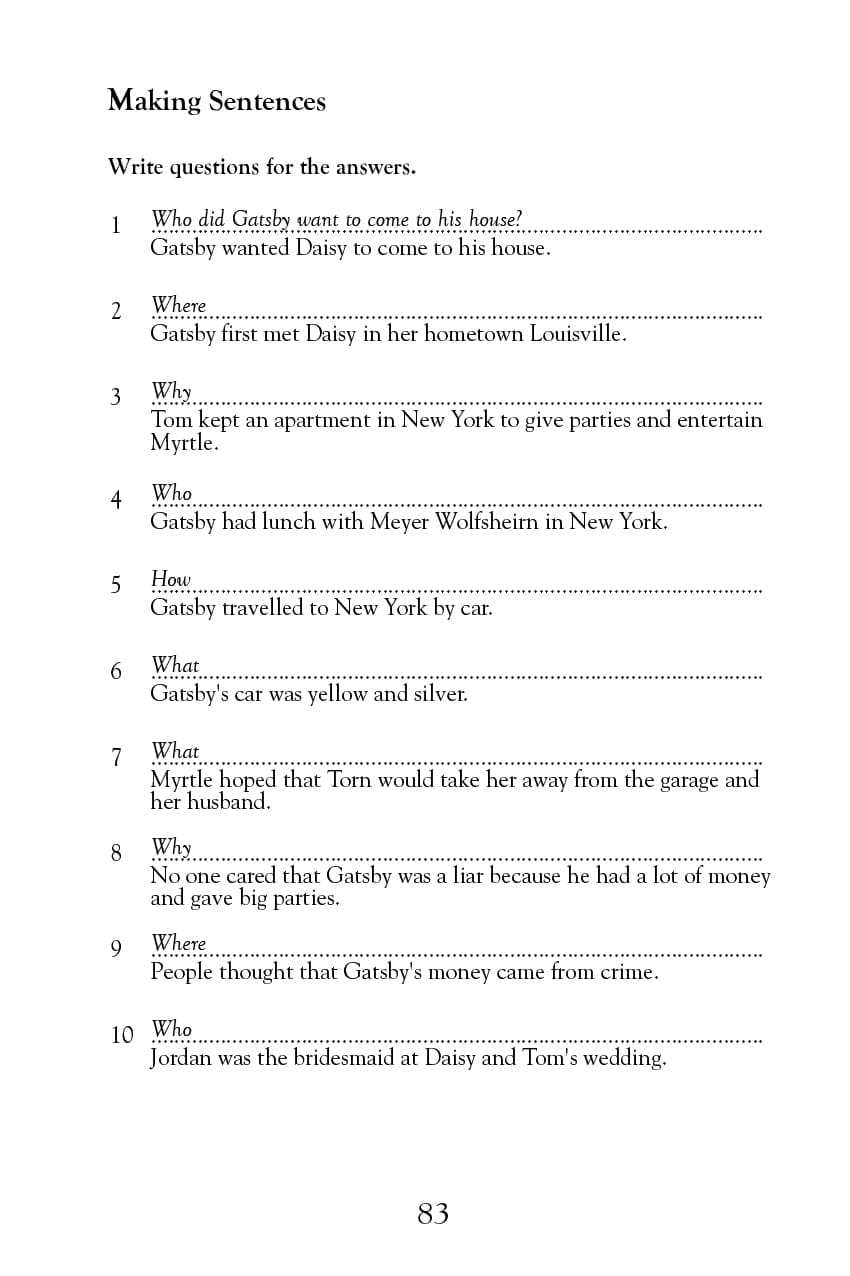 Making Sentences
Write questions for the answers.
1 Who did Gatsby want to come to his house?
Gatsby wanted Daisy to come to his house.
2 Where
Gatsby first met Daisy in her hometown Louisville.
3 Why
Tom kept an apartment in New York to give parties and entertain
Myrtle.
4 Who
Gatsby had lunch with Meyer Wolfsheirn in New York.
5 How
Gatsby travelled to New York by car.
6 What
Gatsby's car was yellow and silver.
7 What
Myrtle hoped that Torn would take her away from the garage and
her husband.
8 Why
No one cared that Gatsby was a liar because he had a lot of money
and gave big parties.
9 Where
People thought that Gatsby's money came from crime.
10 Who
Jordan was the bridesmaid at Daisy and Tom's wedding.
83